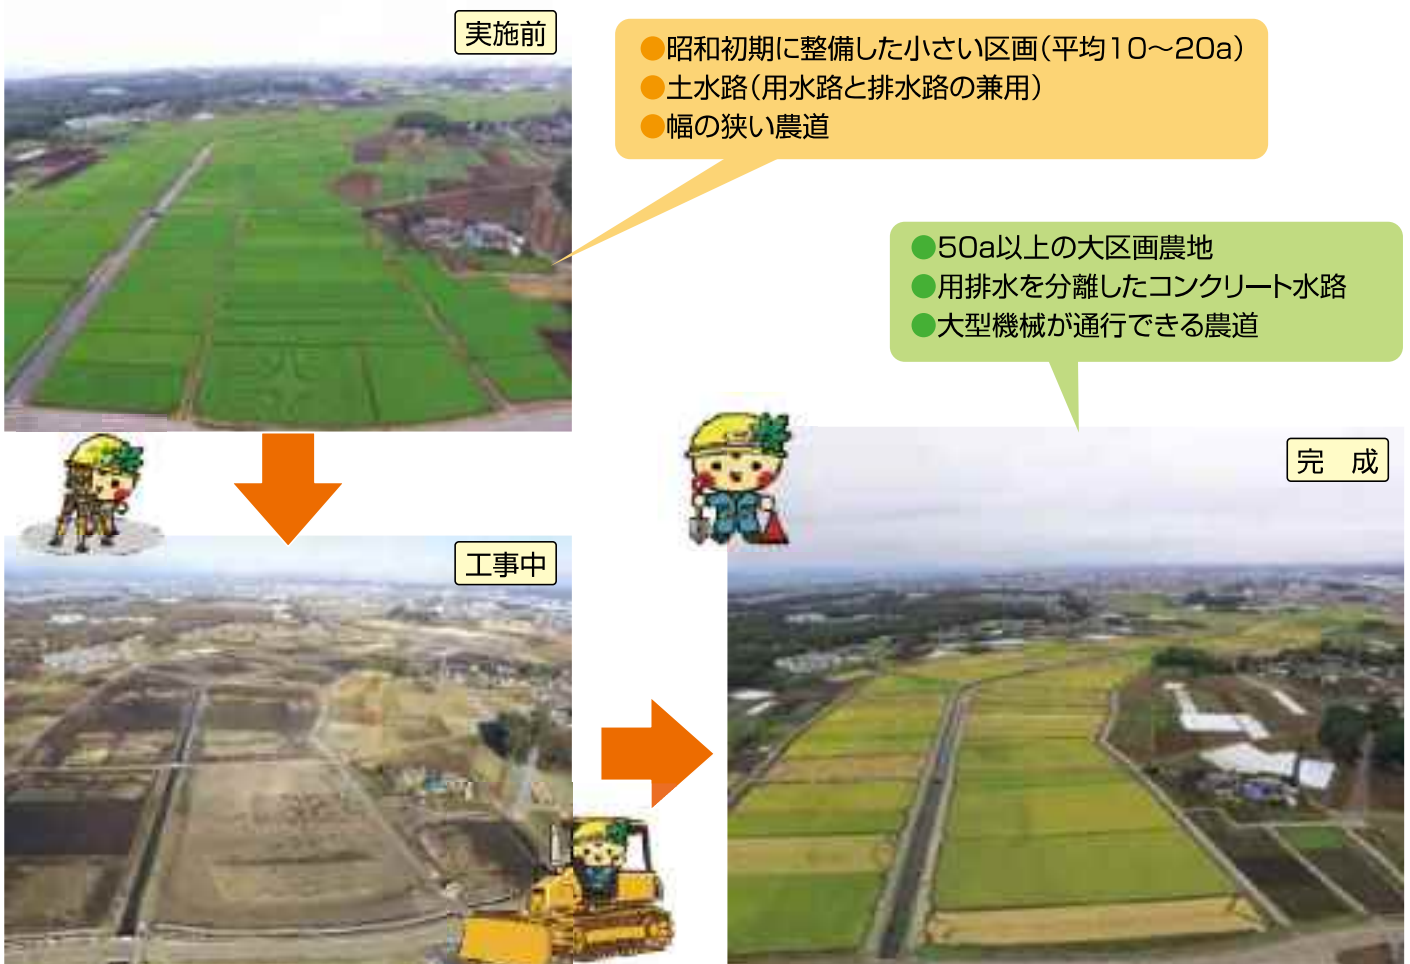 実施前
●昭和初期に整備した小さい区画(平均10～20a)
●土水路(用水路と排水路の兼用)
●幅の狭い農道
●50a以上の大区画農地
●用排水を分離したコンクリート水路
●大型機械が通行できる農道
工事中
完　成